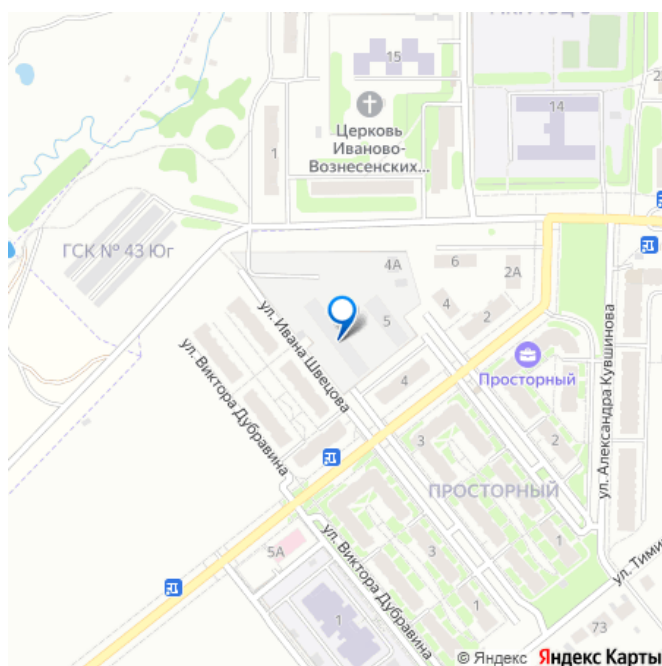 15
14
Церковь
Иваново-
Вознесенских...
1
ГСК № 43 Юг
4А
6
2А
4
2
5
4
ул. Ивана Швецова
ул. Виктора Дубравина
Просторный
ул. Александра Кувшинова
3
2
ПРОСТОРНЫЙ
5А
ул. Виктора Дубравина
3
1
1
1
73
© Яндекс Яндекс Карты